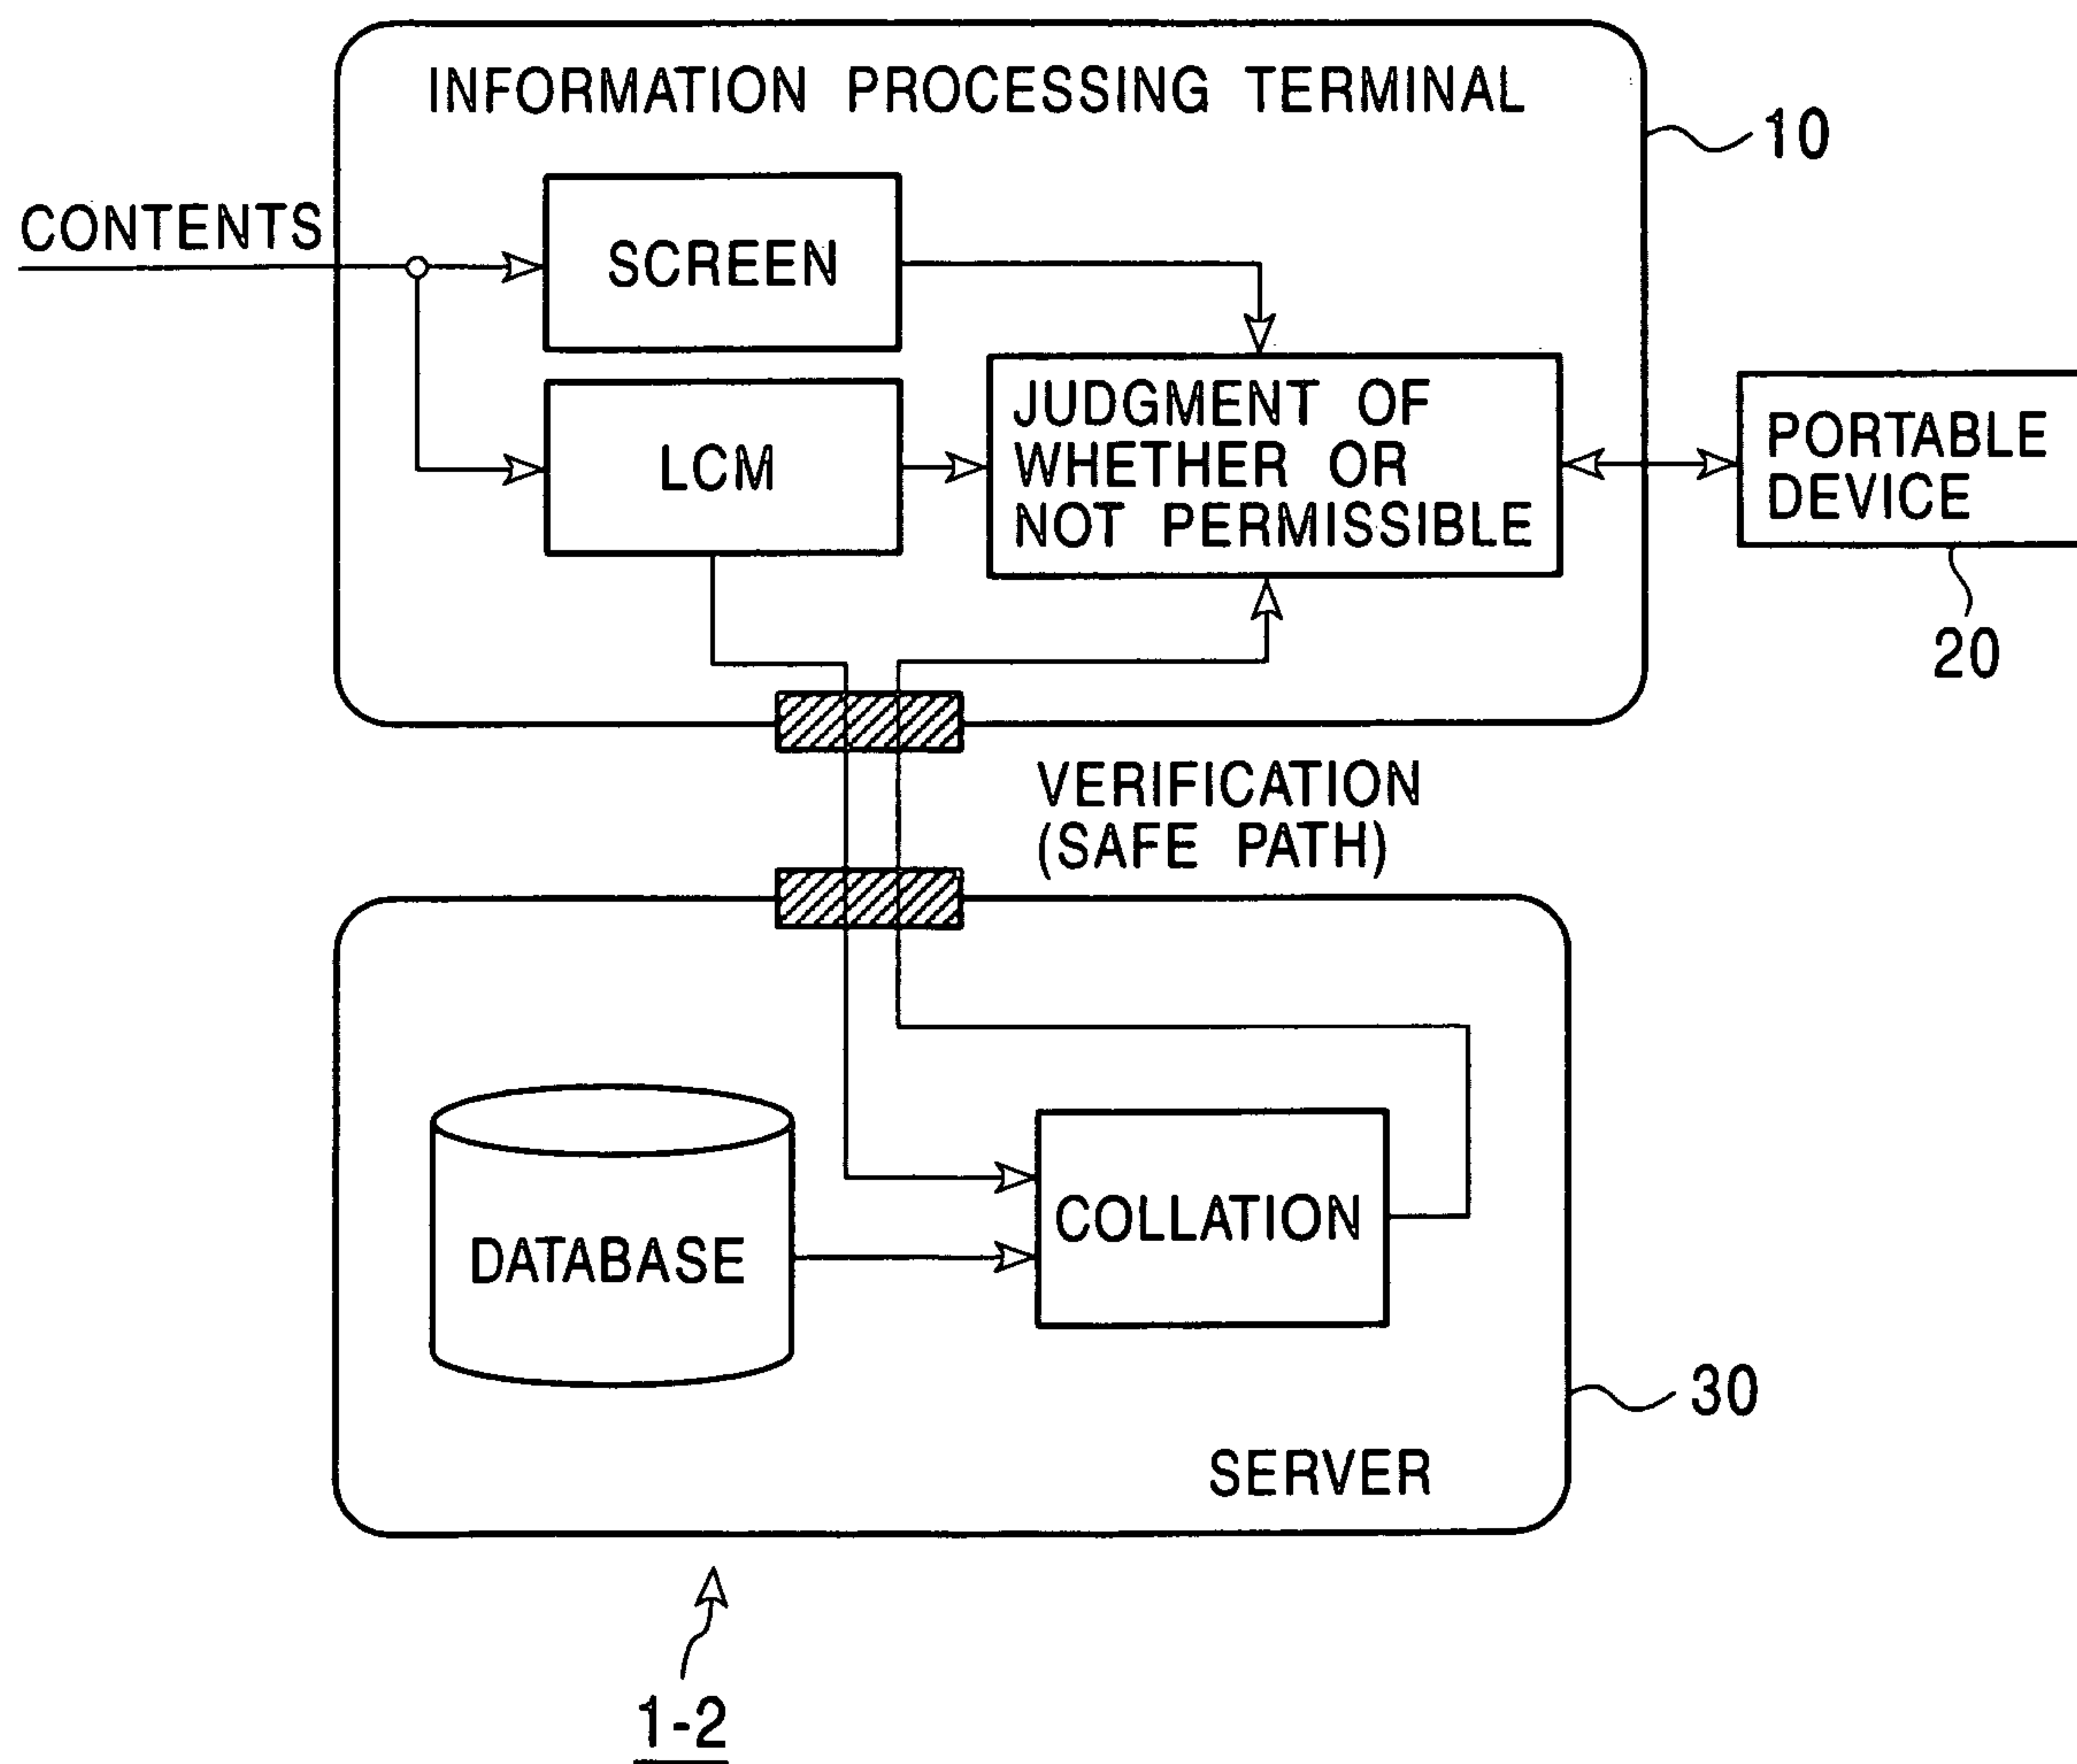 INFORMATION PROCESSING TERMINAL
10
CONTENTS
SCREEN
LCM
JUDGMENT OF
WHETHER OR
NOT PERMISSIBLE
PORTABLE
DEVICE
20
VERIFICATION
(SAFE PATH)
DATABASE
COLLATION
30
SERVER
1-2